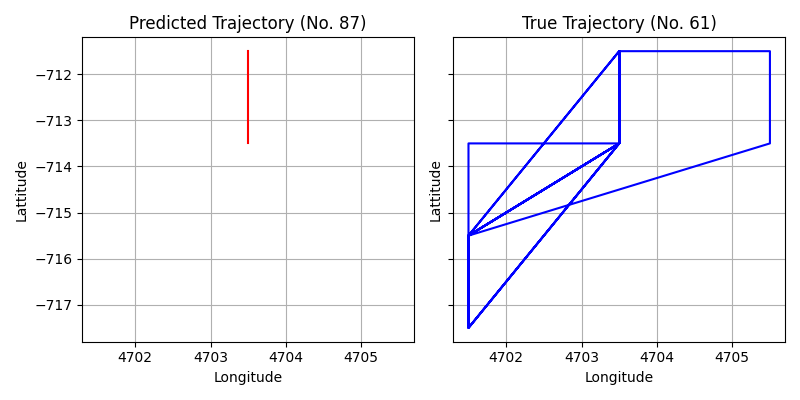 Predicted Trajectory (No. 87)
True Trajectory (No. 61)
−712
−713
−714
−715
−716
−717
Lattitude
Lattitude
4702 4703 4704 4705
4702 4703 4704 4705
Longitude
Longitude